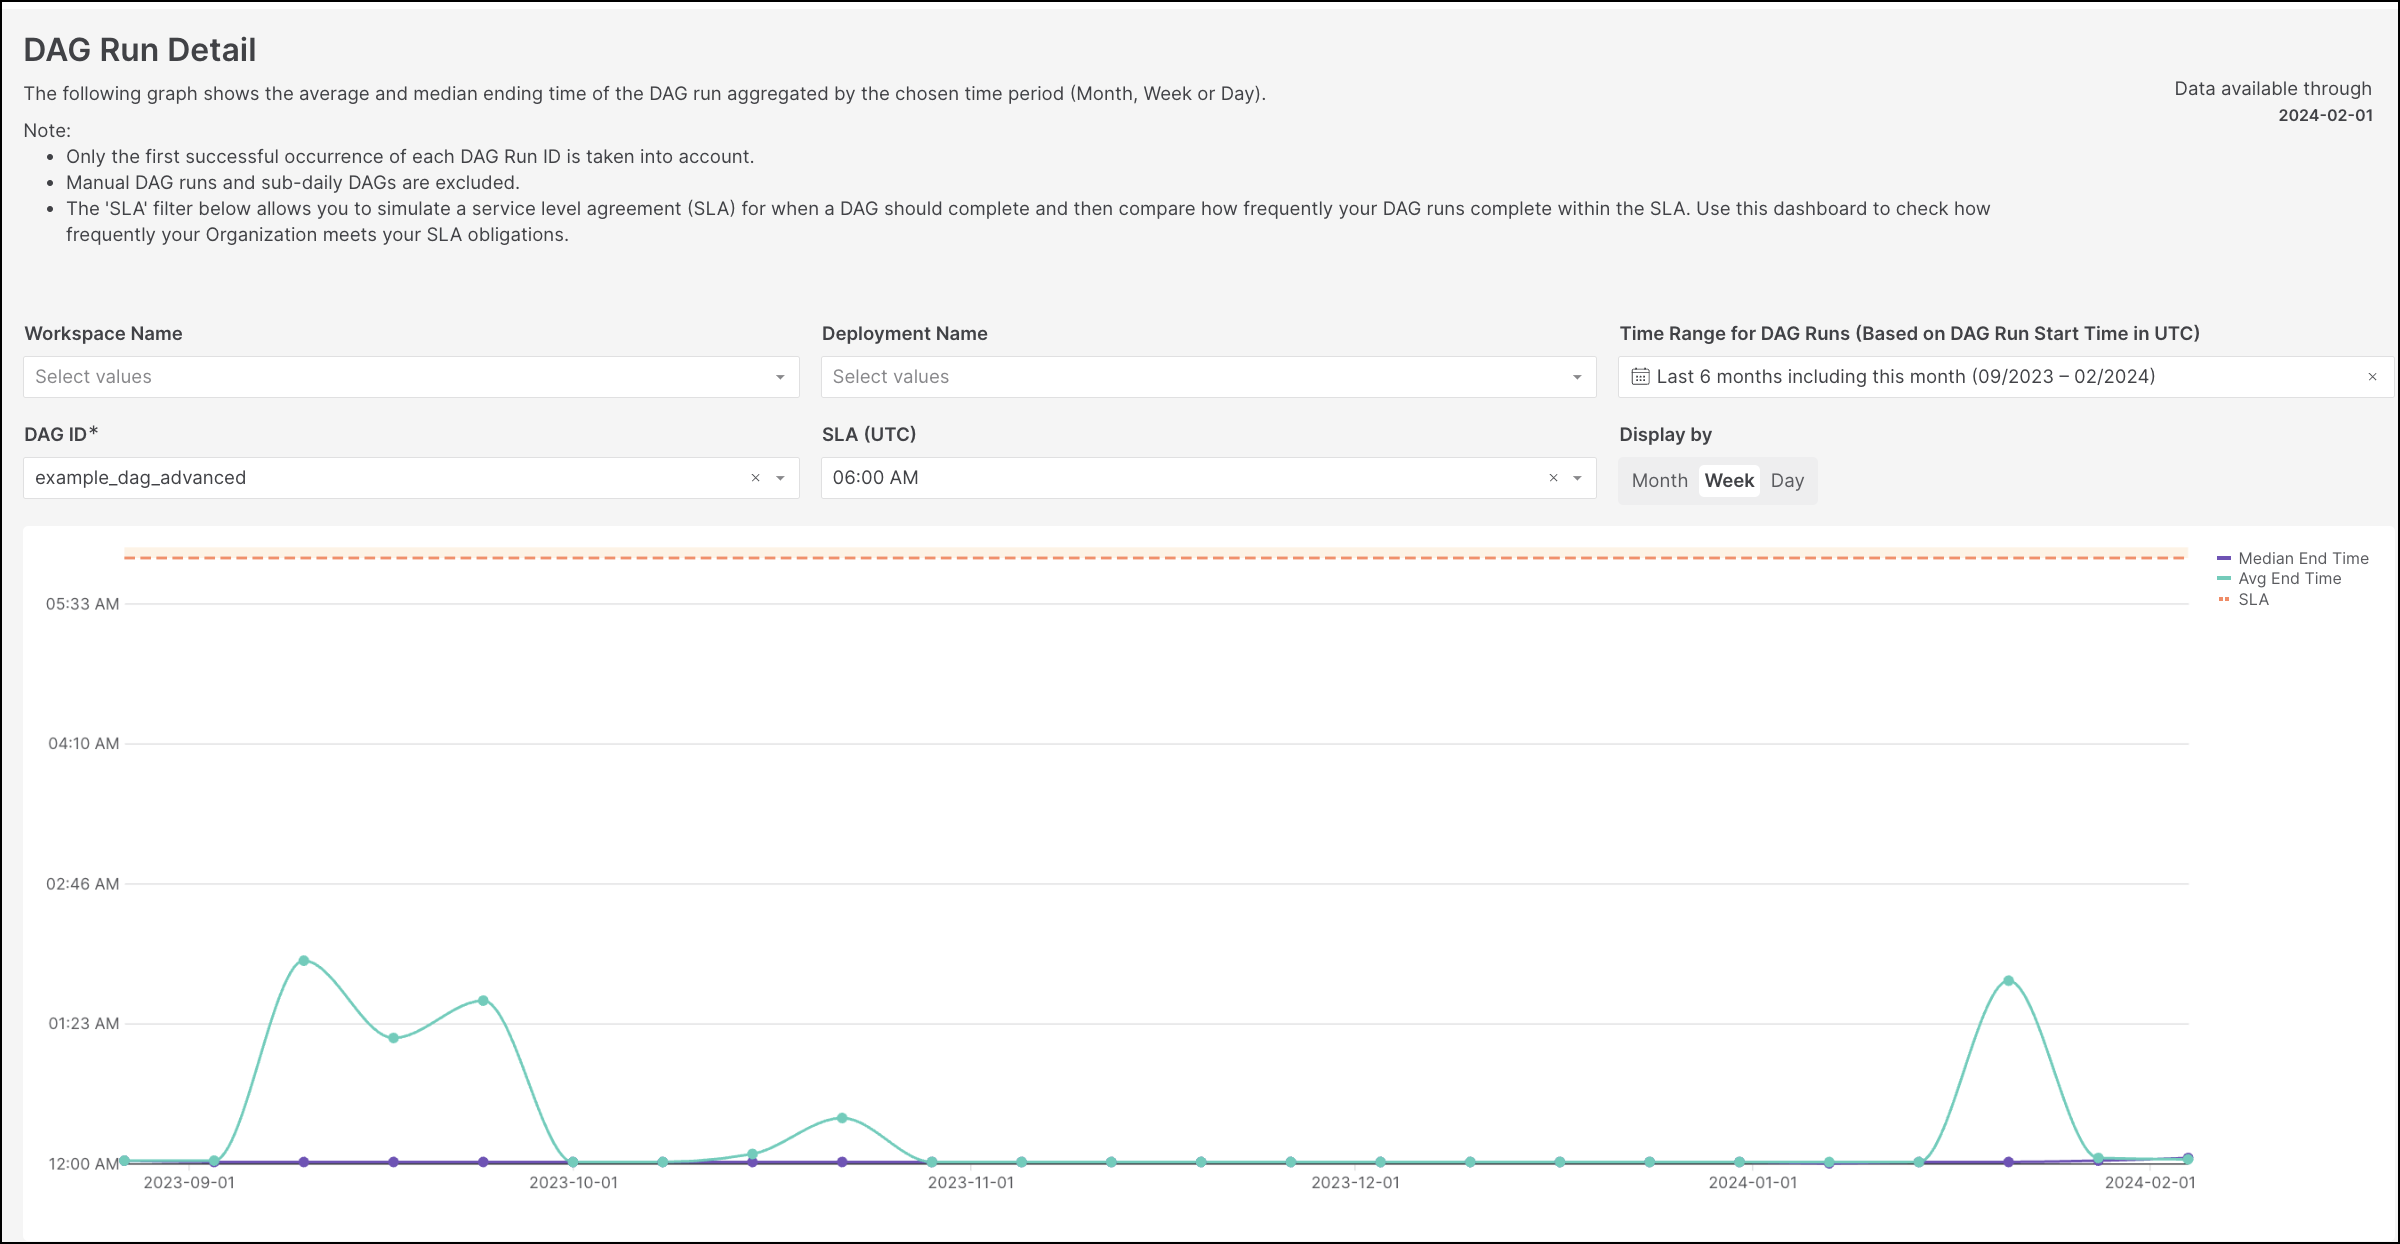 DAG Run Detail
The following graph shows the average and median ending time of the DAG run aggregated by the chosen time period (Month, Week or Day).
Data available through
2024-02-01
Note:
• Only the first successful occurrence of each DAG Run ID is taken into account.
• Manual DAG runs and sub-daily DAGs are excluded.
• The 'SLA' filter below allows you to simulate a service level agreement (SLA) for when a DAG should complete and then compare how frequently your DAG runs complete within the SLA. Use this dashboard to check how
frequently your Organization meets your SLA obligations.
Workspace Name
Deployment Name
Time Range for DAG Runs (Based on DAG Run Start Time in UTC)
Select values
Select values
Last 6 months including this month (09/2023 – 02/2024)
DAG ID*
SLA (UTC)
Display by
example_dag_advanced
06:00 AM
Month Week Day
Median End Time
Avg End Time
SLA
05:33 AM
04:10 AM
02:46 AM
01:23 AM
12:00 AM
2023-09-01
2023-10-01
2023-11-01
2023-12-01
2024-01-01
2024-02-01